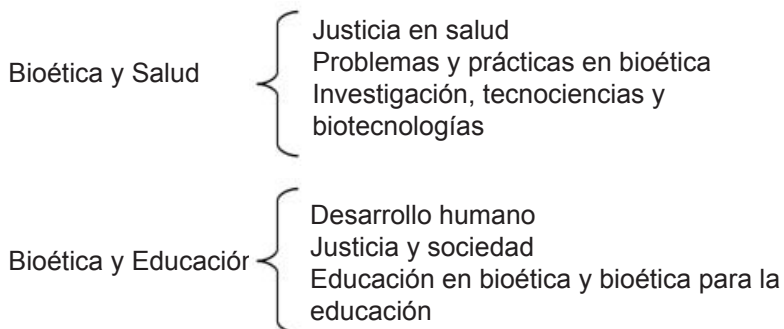 Bioética y Salud
Justicia en salud
Problemas y prácticas en bioética
Investigación, tecnociencias y
biotecnologías
Bioética y Educación
Desarrollo humano
Justicia y sociedad
Educación en bioética y bioética para la
educación